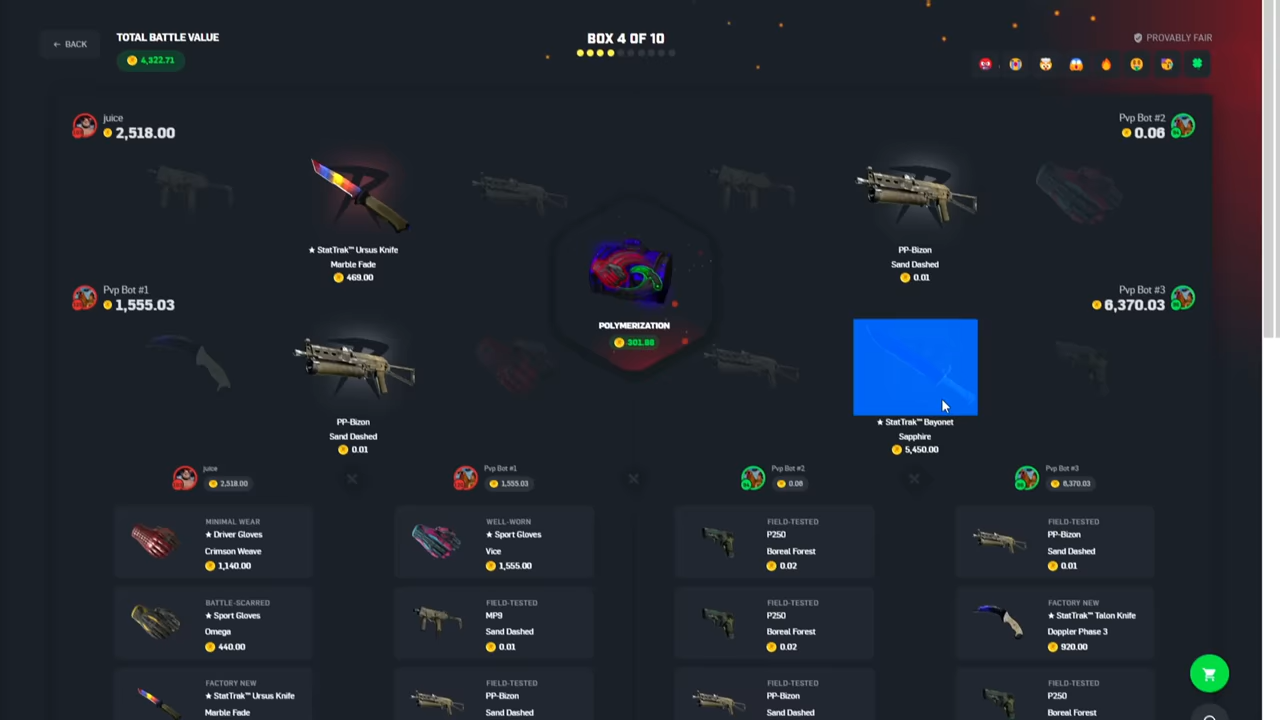 ← BACK
TOTAL BATTLE VALUE
4,322.71
BOX 4 OF 10
PROVABLY FAIR
juice
2,518.00
Pvp Bot #2
0.06
★ StatTrak™ Ursus Knife
Marble Fade
469.00
PP-Bizon
Sand Dashed
0.01
POLYMERIZATION
301.88
Pvp Bot #1
1,555.03
Pvp Bot #3
6,370.03
PP-Bizon
Sand Dashed
0.01
★ StatTrak™ Bayonet
Sapphire
5,450.00
juice
2,518.00
Pvp Bot #1
1,555.03
Pvp Bot #2
0.06
Pvp Bot #3
6,370.03
MINIMAL WEAR
★ Driver Gloves
Crimson Weave
1,140.00
WELL-WORN
★ Sport Gloves
Vice
1,555.00
FIELD-TESTED
P250
Boreal Forest
0.02
FIELD-TESTED
PP-Bizon
Sand Dashed
0.01
BATTLE-SCARRED
★ Sport Gloves
Omega
440.00
FIELD-TESTED
MP9
Sand Dashed
0.01
FIELD-TESTED
P250
Boreal Forest
0.02
FACTORY NEW
★ StatTrak™ Talon Knife
Doppler Phase 3
920.00
FACTORY NEW
★ StatTrak™ Ursus Knife
Marble Fade
FIELD-TESTED
PP-Bizon
Sand Dashed
FIELD-TESTED
PP-Bizon
Sand Dashed
FIELD-TESTED
P250
Boreal Forest